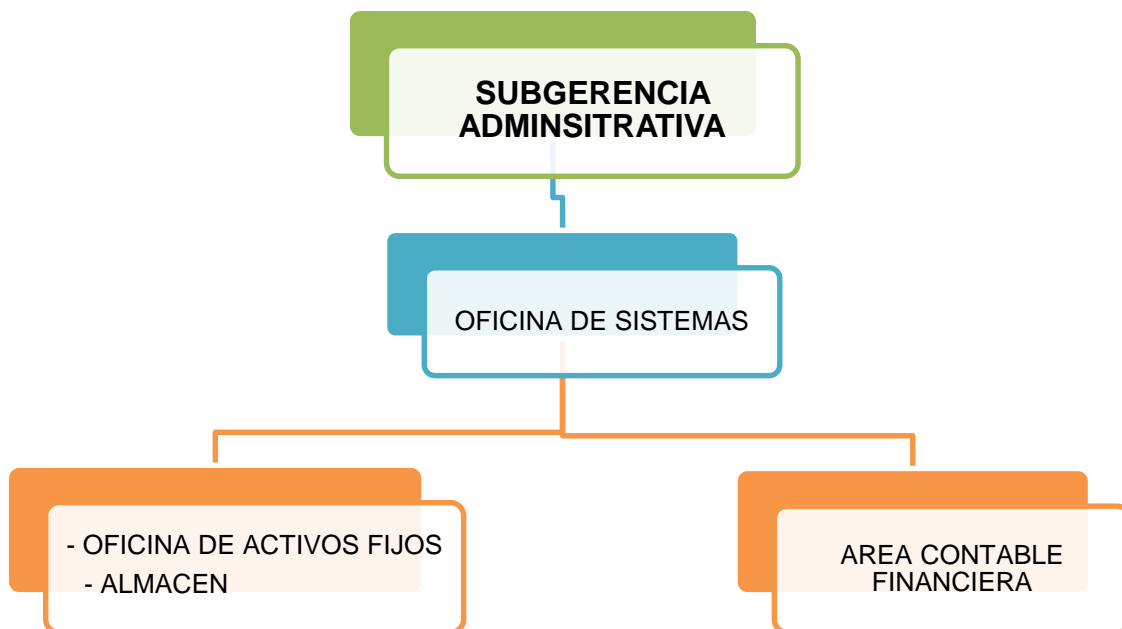 SUBGERENCIA
ADMINSITRATIVA
OFICINA DE SISTEMAS
- OFICINA DE ACTIVOS FIJOS
- ALMACEN
AREA CONTABLE
FINANCIERA